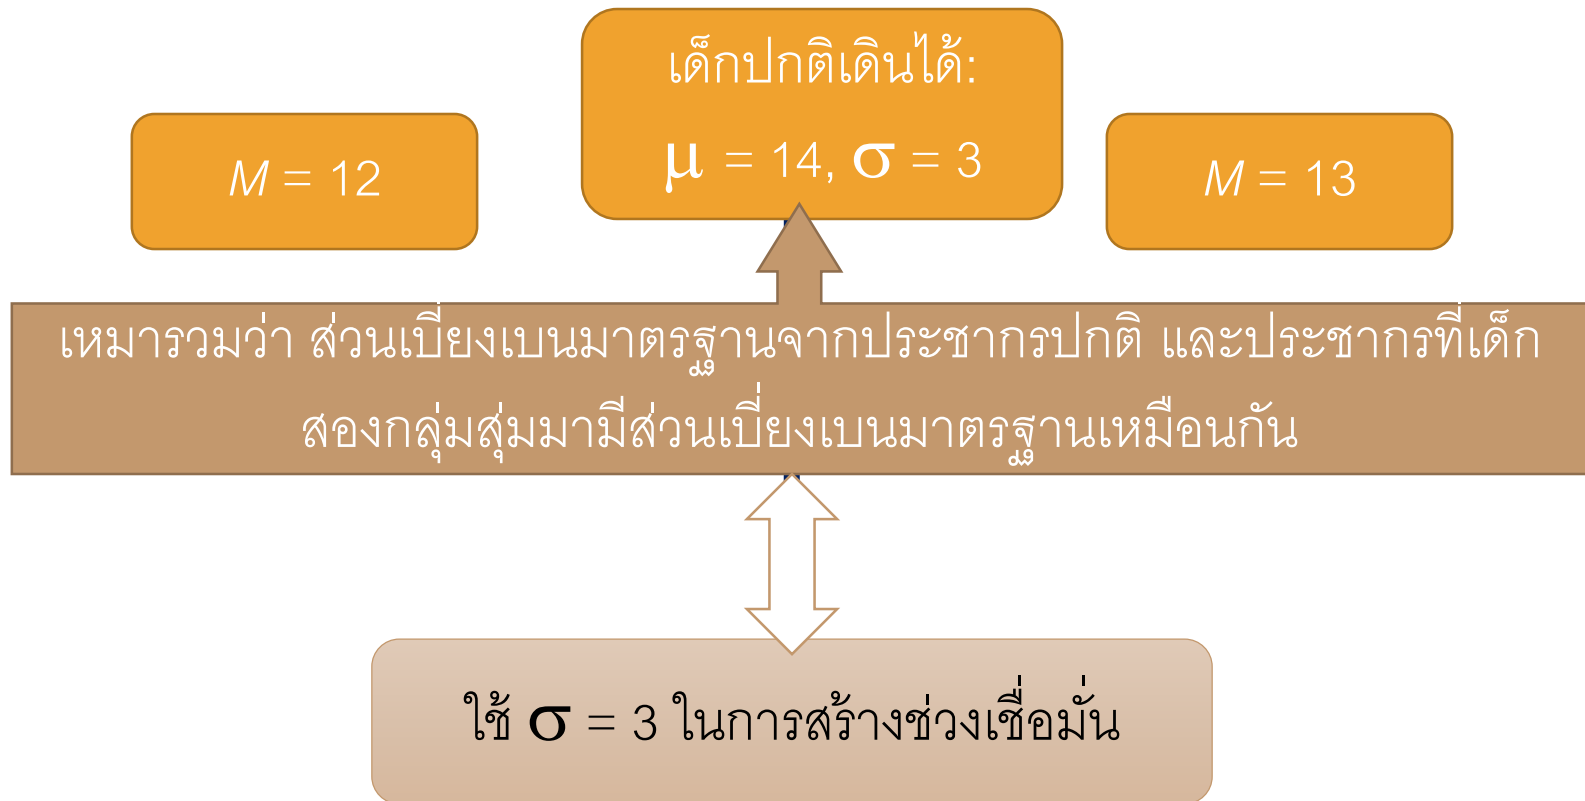 เด็กปกติเดินได้:
μ = 14, σ = 3
M = 12
M = 13
เหมารวมว่า ส่วนเบี่ยงเบนมาตรฐานจากประชากรปกติ และประชากรที่เด็ก
สองกลุ่มสุ่มมามีส่วนเบี่ยงเบนมาตรฐานเหมือนกัน
ใช้ σ = 3 ในการสร้างช่วงเชื่อมั่น